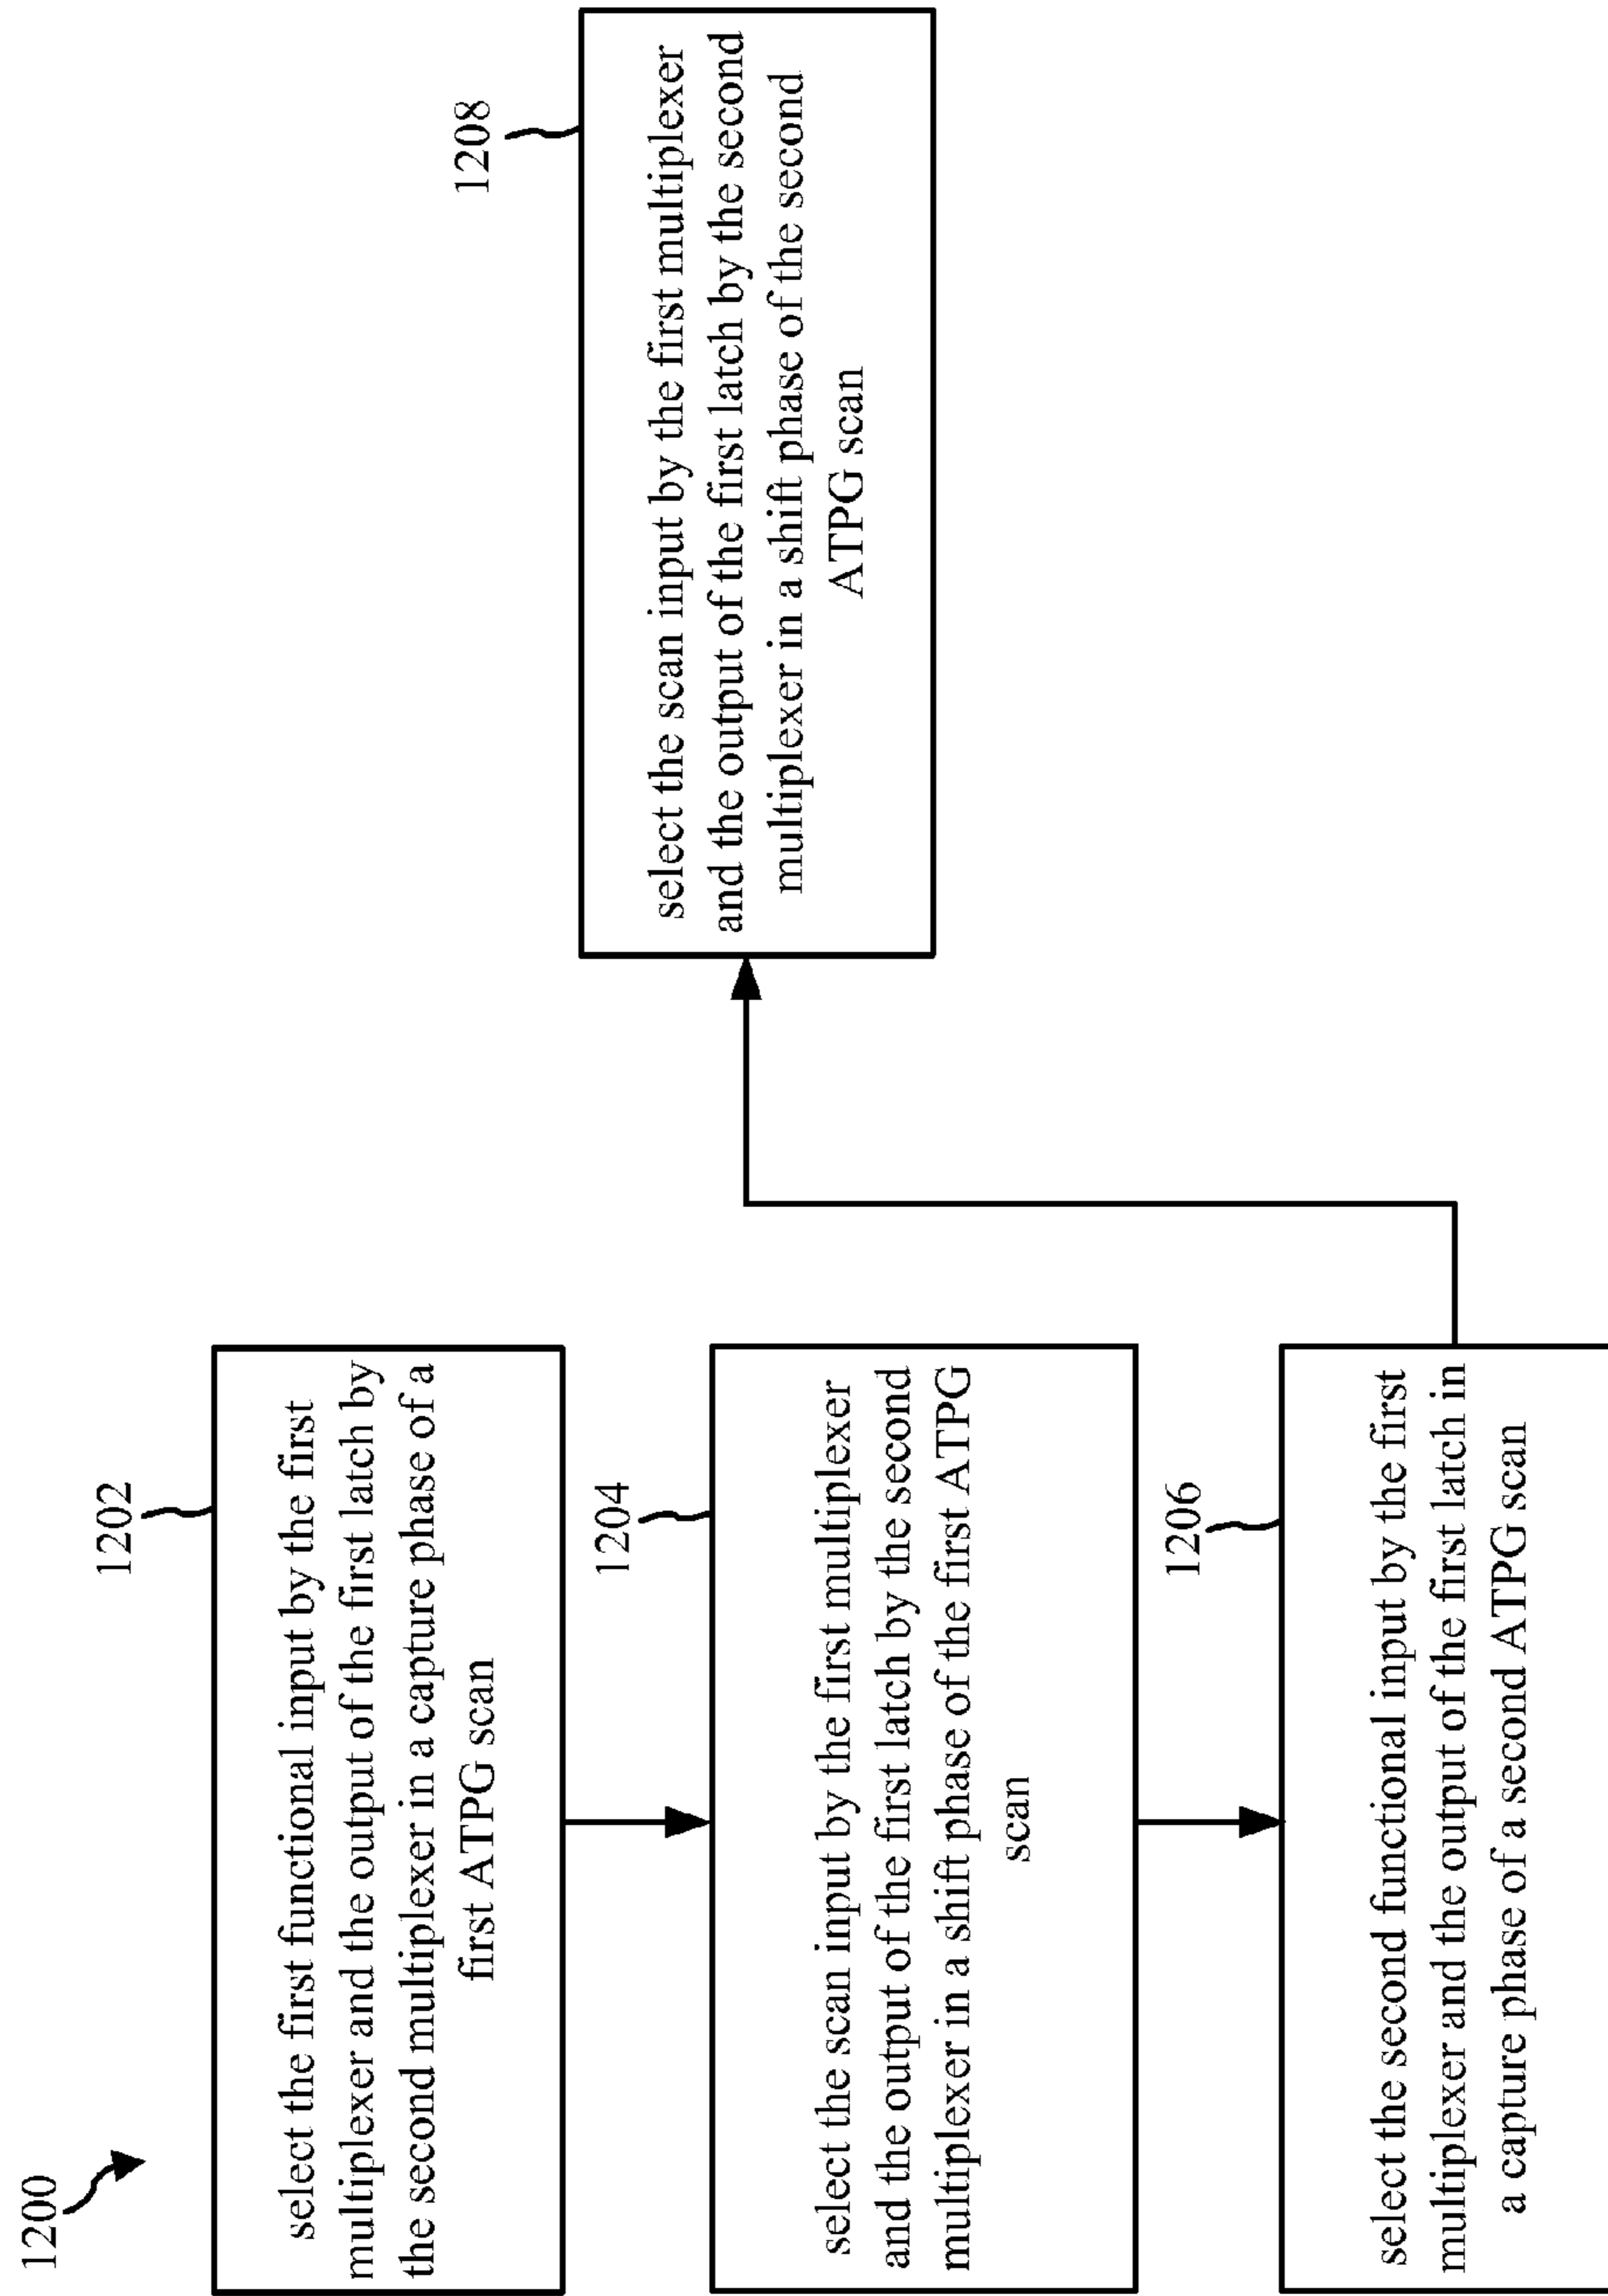 1200
1202
select the first functional input by the first
multiplexer and the output of the first latch by
the second multiplexer in a capture phase of a
first ATPG scan
1204
select the scan input by the first multiplexer
and the output of the first latch by the second
multiplexer in a shift phase of the first ATPG
scan
1206
select the second functional input by the first
multiplexer and the output of the first latch in
a capture phase of a second ATPG scan
1208
select the scan input by the first multiplexer
and the output of the first latch by the second
multiplexer in a shift phase of the second
ATPG scan